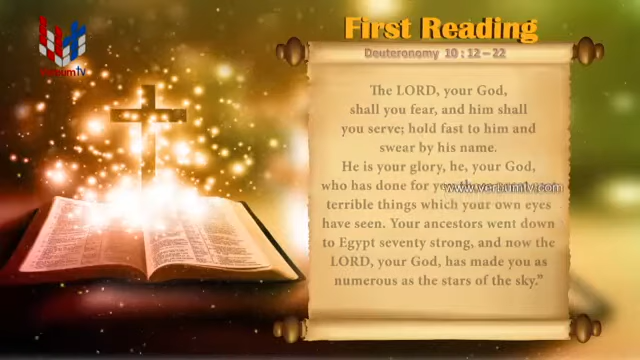 VerbumTV
First Reading
Deuteronomy 10 : 12 – 22
The LORD, your God,
shall you fear, and him shall
you serve; hold fast to him and
swear by his name.
He is your glory, he, your God,
who has done for
www.verbumtv.com
terrible things which your own eyes
have seen. Your ancestors went down
to Egypt seventy strong, and now the
LORD, your God, has made you as
numerous as the stars of the sky.”